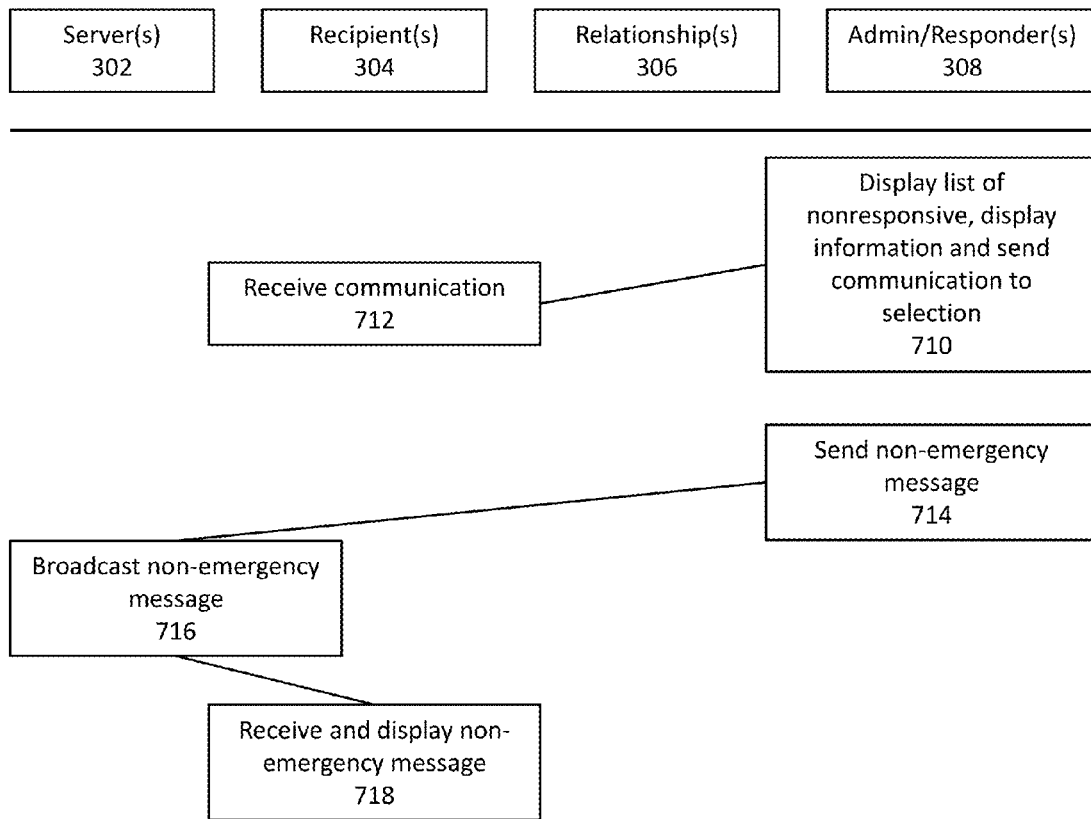 Server(s)
302
Recipient(s)
304
Relationship(s)
306
Admin/Responder(s)
308
Display list of
nonresponsive, display
information and send
communication to
selection
710
Receive communication
712
Send non-emergency
message
714
Broadcast non-emergency
message
716
Receive and display non-
emergency message
718